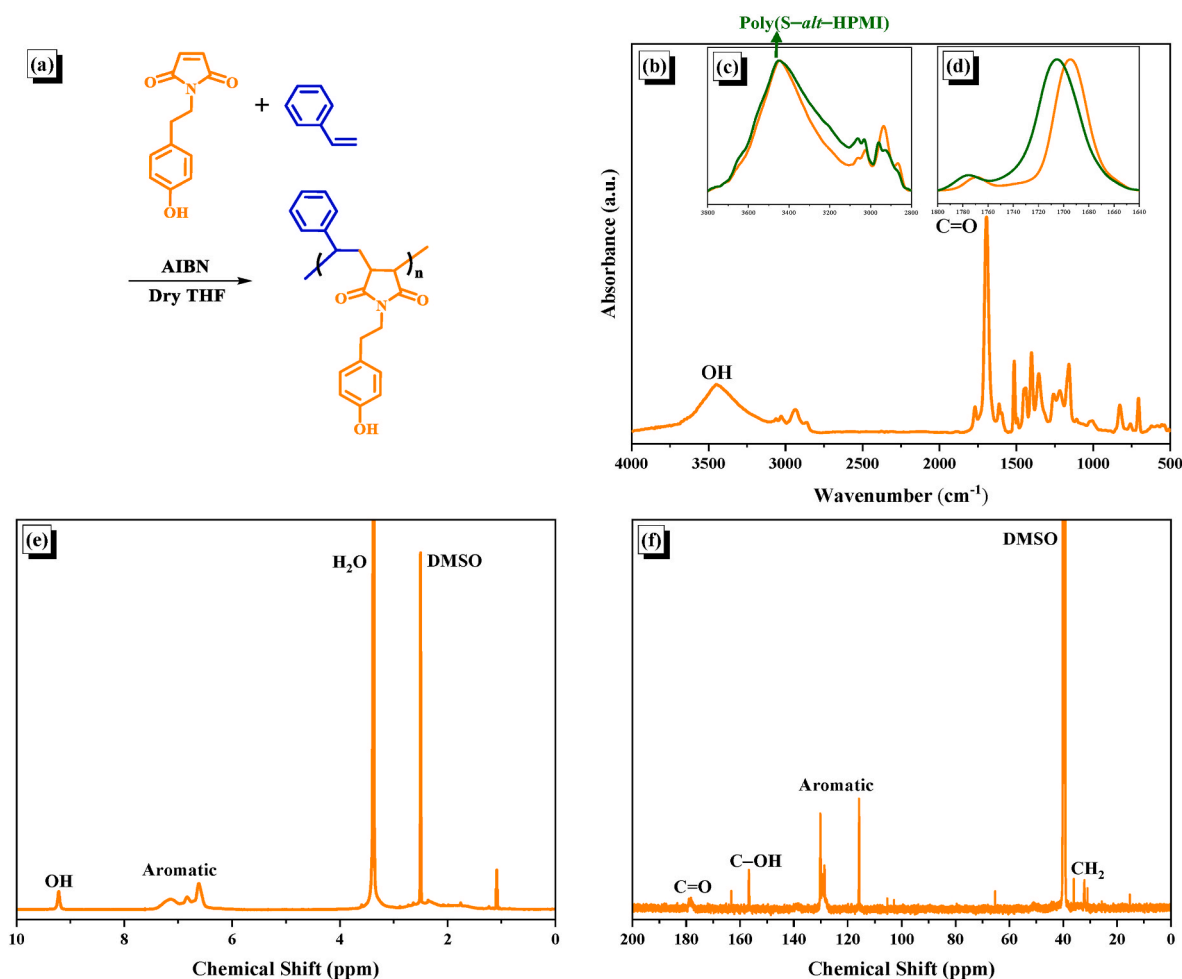 (a)
O
N
O
+
OH
AIBN
Dry THF
( ) n
O
N
O
OH
Poly(S–alt–HPMI)
(b)
(c)
3800 3400 3200 3000 2800
(d)
1800 1760 1740 1720 1700 1680 1660 1640
C=O
OH
Absorbance (a.u.)
4000 3500 3000 2500 2000 1500 1000 500
Wavenumber (cm⁻¹)
(e)
H₂O
DMSO
OH
Aromatic
10 8 6 4 2 0
Chemical Shift (ppm)
(f)
DMSO
Aromatic
C–OH
C=O
CH₂
200 180 160 140 120 100 80 60 40 20 0
Chemical Shift (ppm)